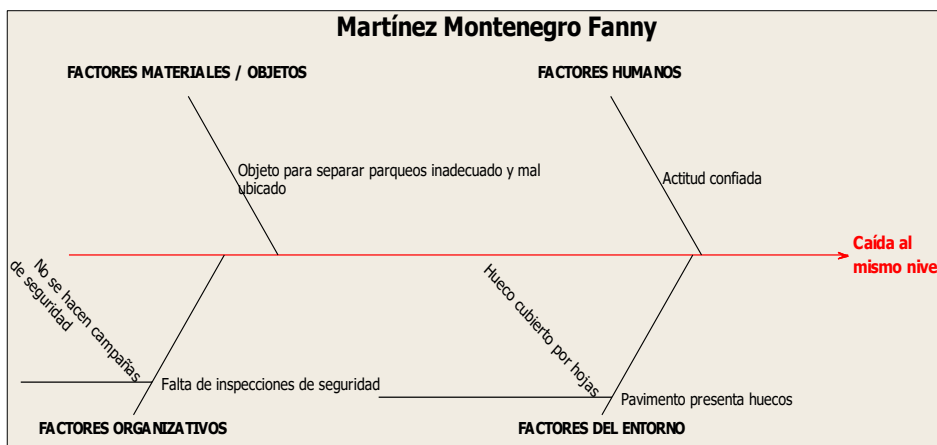 Martínez Montenegro Fanny
FACTORES MATERIALES / OBJETOS
FACTORES HUMANOS
Objeto para separar parqueos inadecuado y mal
ubicado
Actitud confiada
Caída al
mismo nive
No se hacen campañas
de seguridad
Hueco cubierto por hojas
Falta de inspecciones de seguridad
Pavimento presenta huecos
FACTORES ORGANIZATIVOS
FACTORES DEL ENTORNO